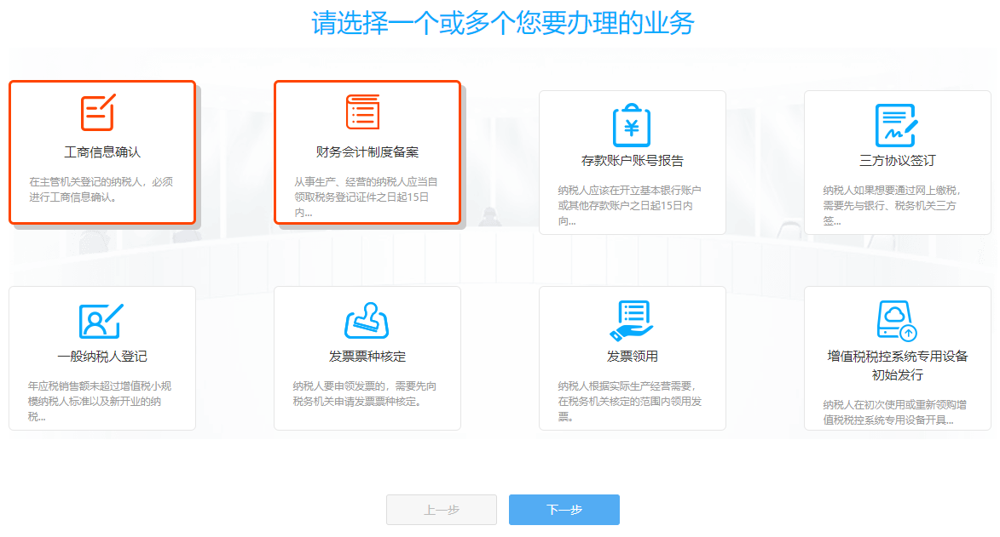 请选择一个或多个您要办理的业务
工商信息确认
在主管机关登记的纳税人，必须
进行工商信息确认。
财务会计制度备案
从事生产、经营的纳税人应当自
领取税务登记证件之日起15日
内...
存款账户账号报告
纳税人应该在开立基本银行账户
或其他存款账户之日起15日内
向...
三方协议签订
纳税人如果想要通过网上缴税，
需要先与银行、税务机关三方
签...
一般纳税人登记
年应税销售额未超过增值税小规
模纳税人标准以及新开业的纳
税...
发票票种核定
纳税人要申领发票的，需要先向
税务机关申请发票票种核定。
发票领用
纳税人根据实际生产经营需要，
在税务机关核定的范围内领用发
票。
增值税税控系统专用设备
初始发行
纳税人在初次使用或重新领购增
值税税控系统专用设备开具...
上一步
下一步